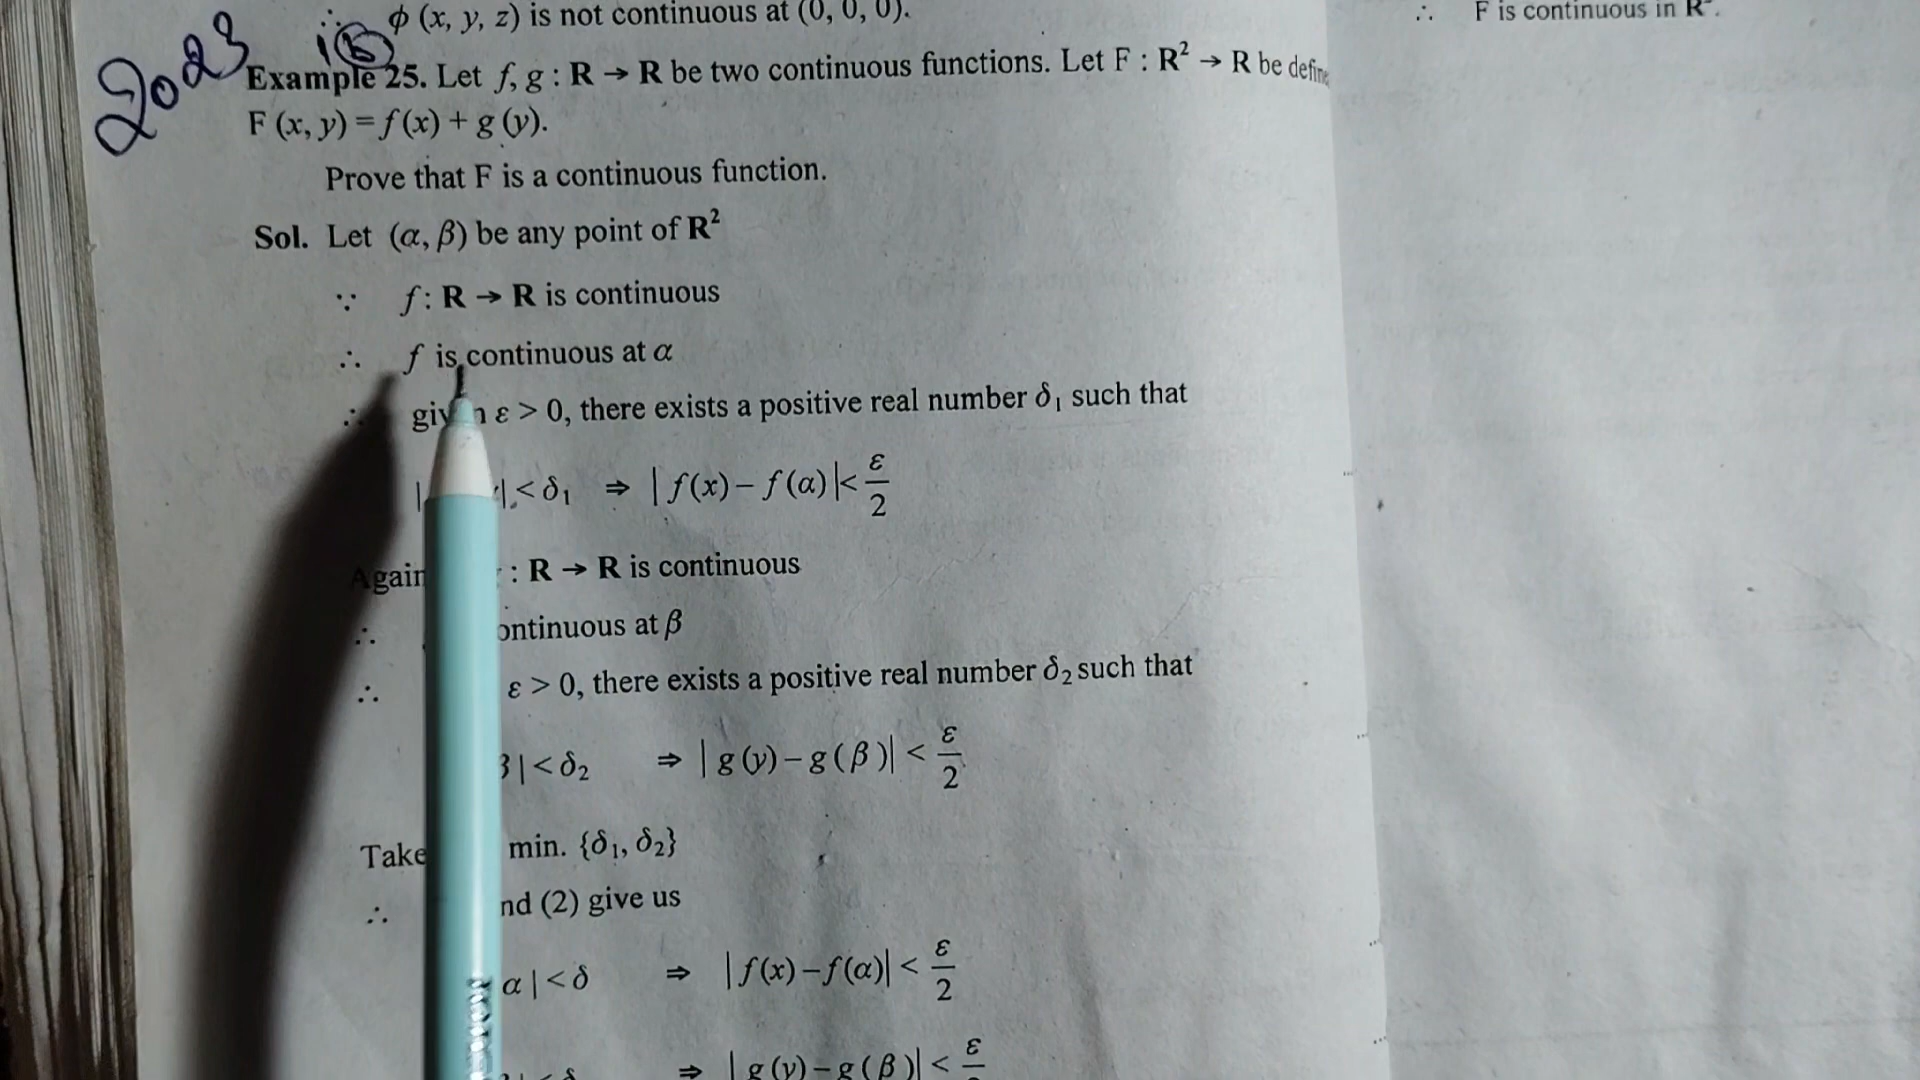 ∴ ϕ (x, y, z) is not continuous at (0, 0, 0).
2023
1(b)
Example 25. Let f, g : R → R be two continuous functions. Let F : R² → R be define
F (x, y) = f(x) + g (y).
Prove that F is a continuous function.
Sol. Let (α, β) be any point of R²
∵ f : R → R is continuous
∴ f is continuous at α
∴ ε > 0, there exists a positive real number δ₁ such that
| < δ₁ ⇒ | f(x) − f(α) | < ε/2
Again : R → R is continuous
∴ ontinuous at β
∴ ε > 0, there exists a positive real number δ₂ such that
β | < δ₂ ⇒ | g (y) − g (β) | < ε/2
Take min. {δ₁, δ₂}
∴ nd (2) give us
α | < δ ⇒ | f(x) − f(α) | < ε/2
< δ ⇒ | g (y) − g (β) | < ε
∴ F is continuous in R².